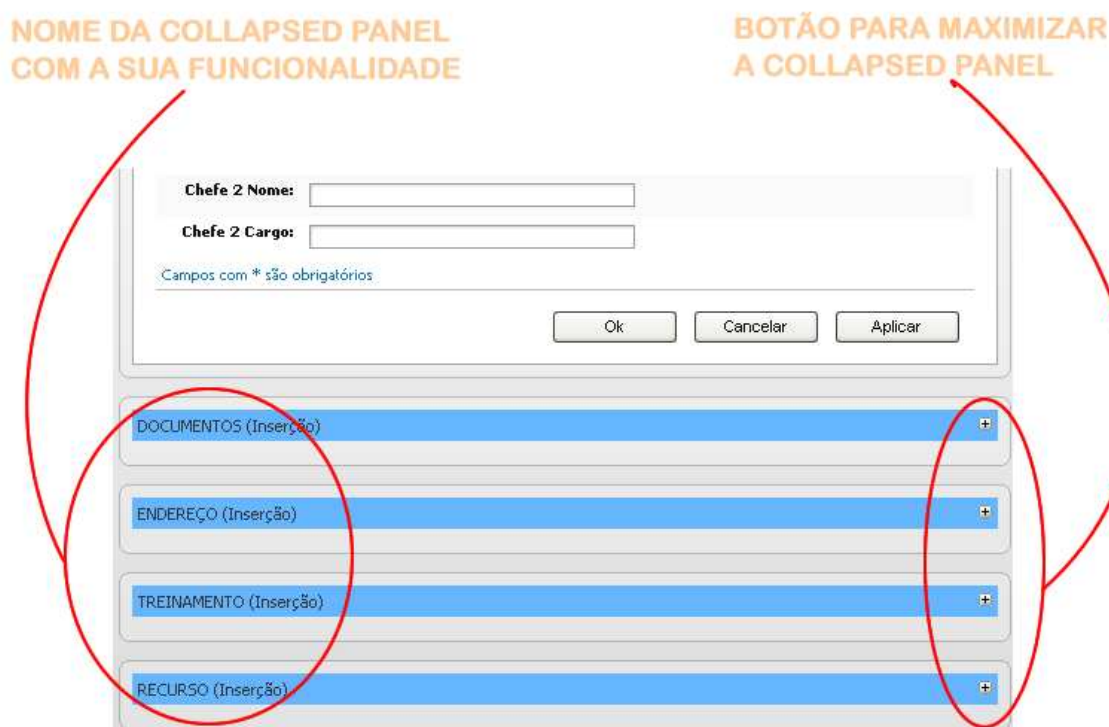 NOME DA COLLAPSED PANEL
COM A SUA FUNCIONALIDADE
BOTÃO PARA MAXIMIZAR
A COLLAPSED PANEL
Chefe 2 Nome:
Chefe 2 Cargo:
Campos com * são obrigatórios
Ok Cancelar Aplicar
DOCUMENTOS (Inserção)
ENDEREÇO (Inserção)
TREINAMENTO (Inserção)
RECURSO (Inserção)